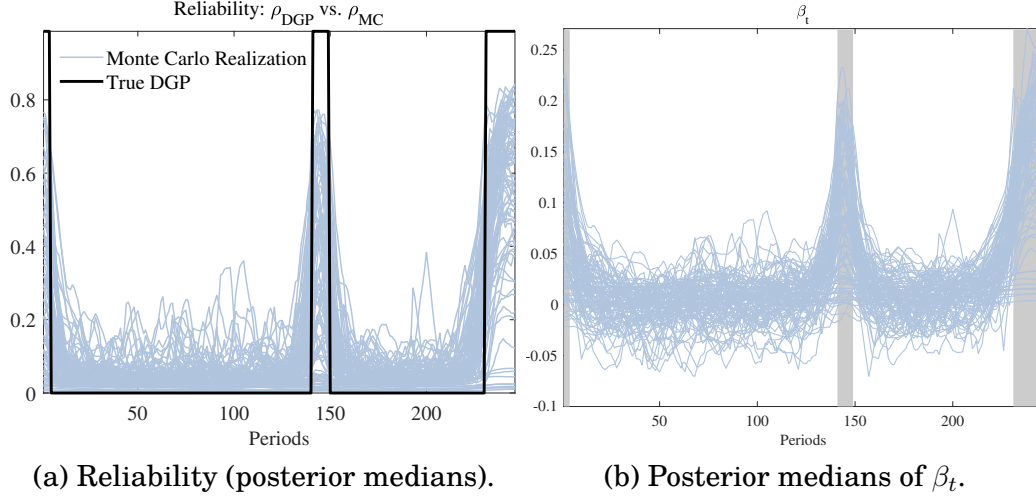 Reliability: ρ_DGP vs. ρ_MC
Monte Carlo Realization
True DGP
0.8
0.6
0.4
0.2
0
50
100
150
200
Periods
(a) Reliability (posterior medians).
β_t
0.25
0.2
0.15
0.1
0.05
0
-0.05
-0.1
50
100
150
200
Periods
(b) Posterior medians of β_t.